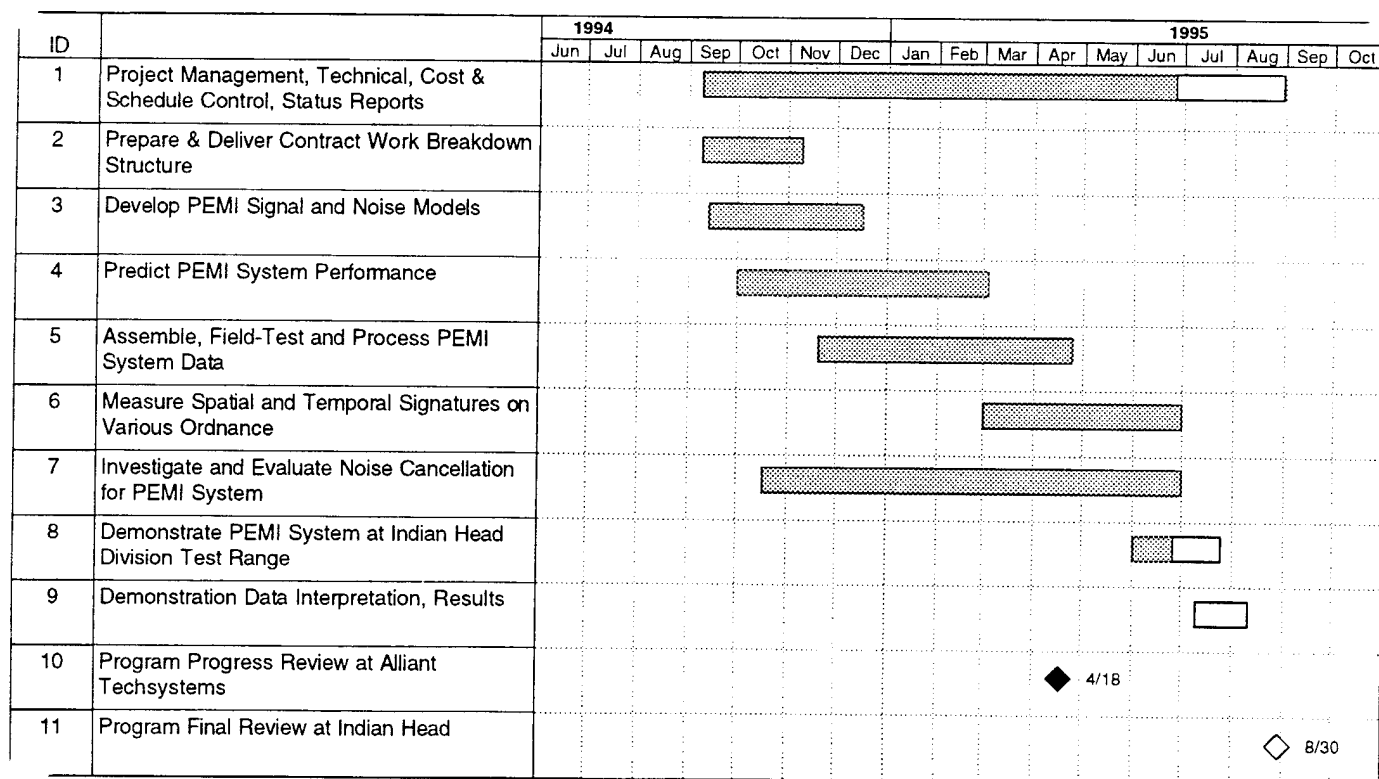 1994 1995
ID
Jun Jul Aug Sep Oct Nov Dec Jan Feb Mar Apr May Jun Jul Aug Sep Oct
1 Project Management, Technical, Cost &
Schedule Control, Status Reports
2 Prepare & Deliver Contract Work Breakdown
Structure
3 Develop PEMI Signal and Noise Models
4 Predict PEMI System Performance
5 Assemble, Field-Test and Process PEMI
System Data
6 Measure Spatial and Temporal Signatures on
Various Ordnance
7 Investigate and Evaluate Noise Cancellation
for PEMI System
8 Demonstrate PEMI System at Indian Head
Division Test Range
9 Demonstration Data Interpretation, Results
10 Program Progress Review at Alliant
Techsystems
4/18
11 Program Final Review at Indian Head
8/30